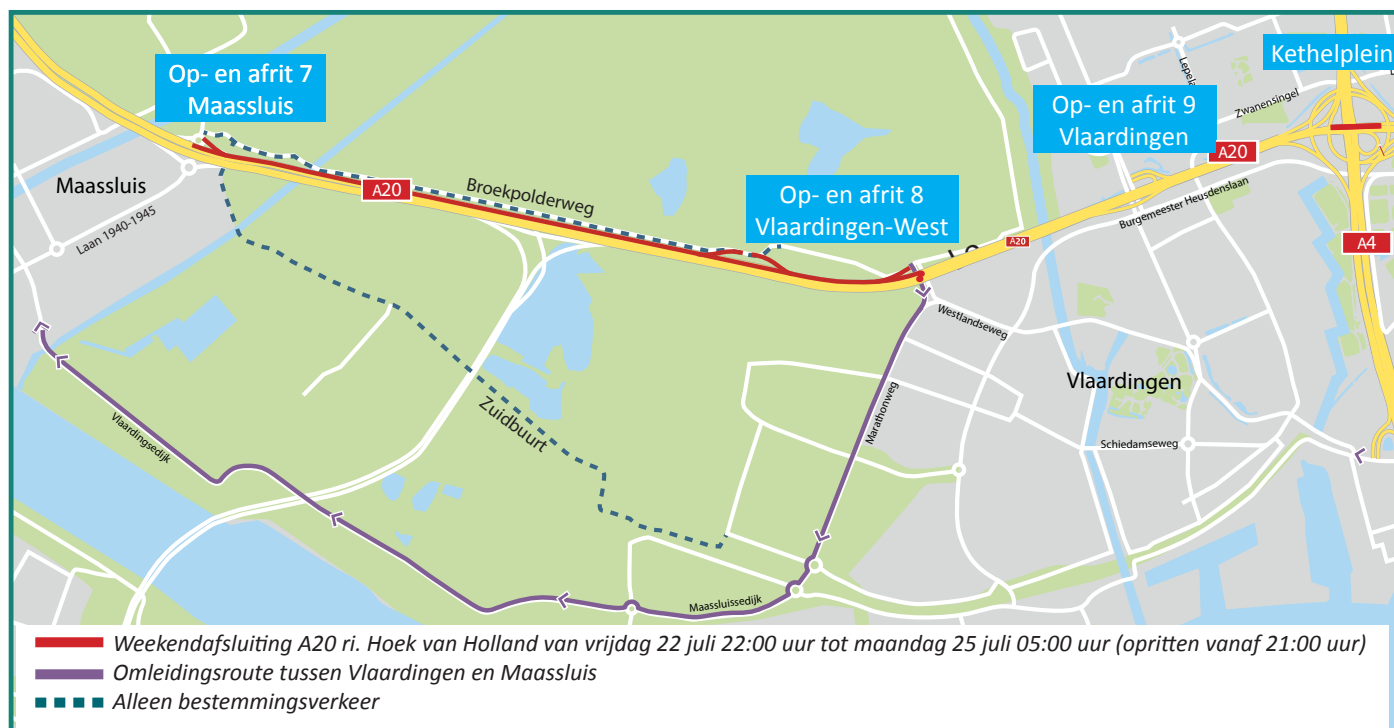 Kethelplein
Op- en afrit 7
Maassluis
Lepela
Zwanensingel
Op- en afrit 9
Vlaardingen
A20
Maassluis
A20
Broekpolderweg
Op- en afrit 8
Vlaardingen-West
Burgemeester Heusdenslaan
Laan 1940-1945
A20
A4
Westlandseweg
Vlaardingen
Marathonweg
Zuidbuurt
Vlaardingsedijk
Schiedamseweg
Maassluissedijk
Weekendafsluiting A20 ri. Hoek van Holland van vrijdag 22 juli 22:00 uur tot maandag 25 juli 05:00 uur (opritten vanaf 21:00 uur)
Omleidingsroute tussen Vlaardingen en Maassluis
Alleen bestemmingsverkeer